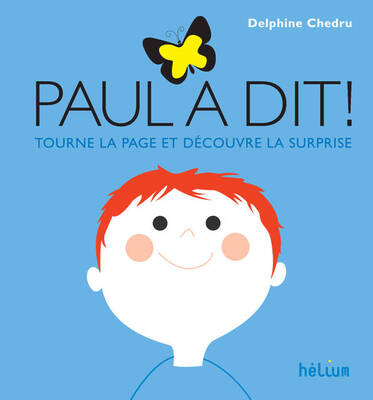 Delphine Chedru
PAUL A DIT!
TOURNE LA PAGE ET DÉCOUVRE LA SURPRISE
hélium